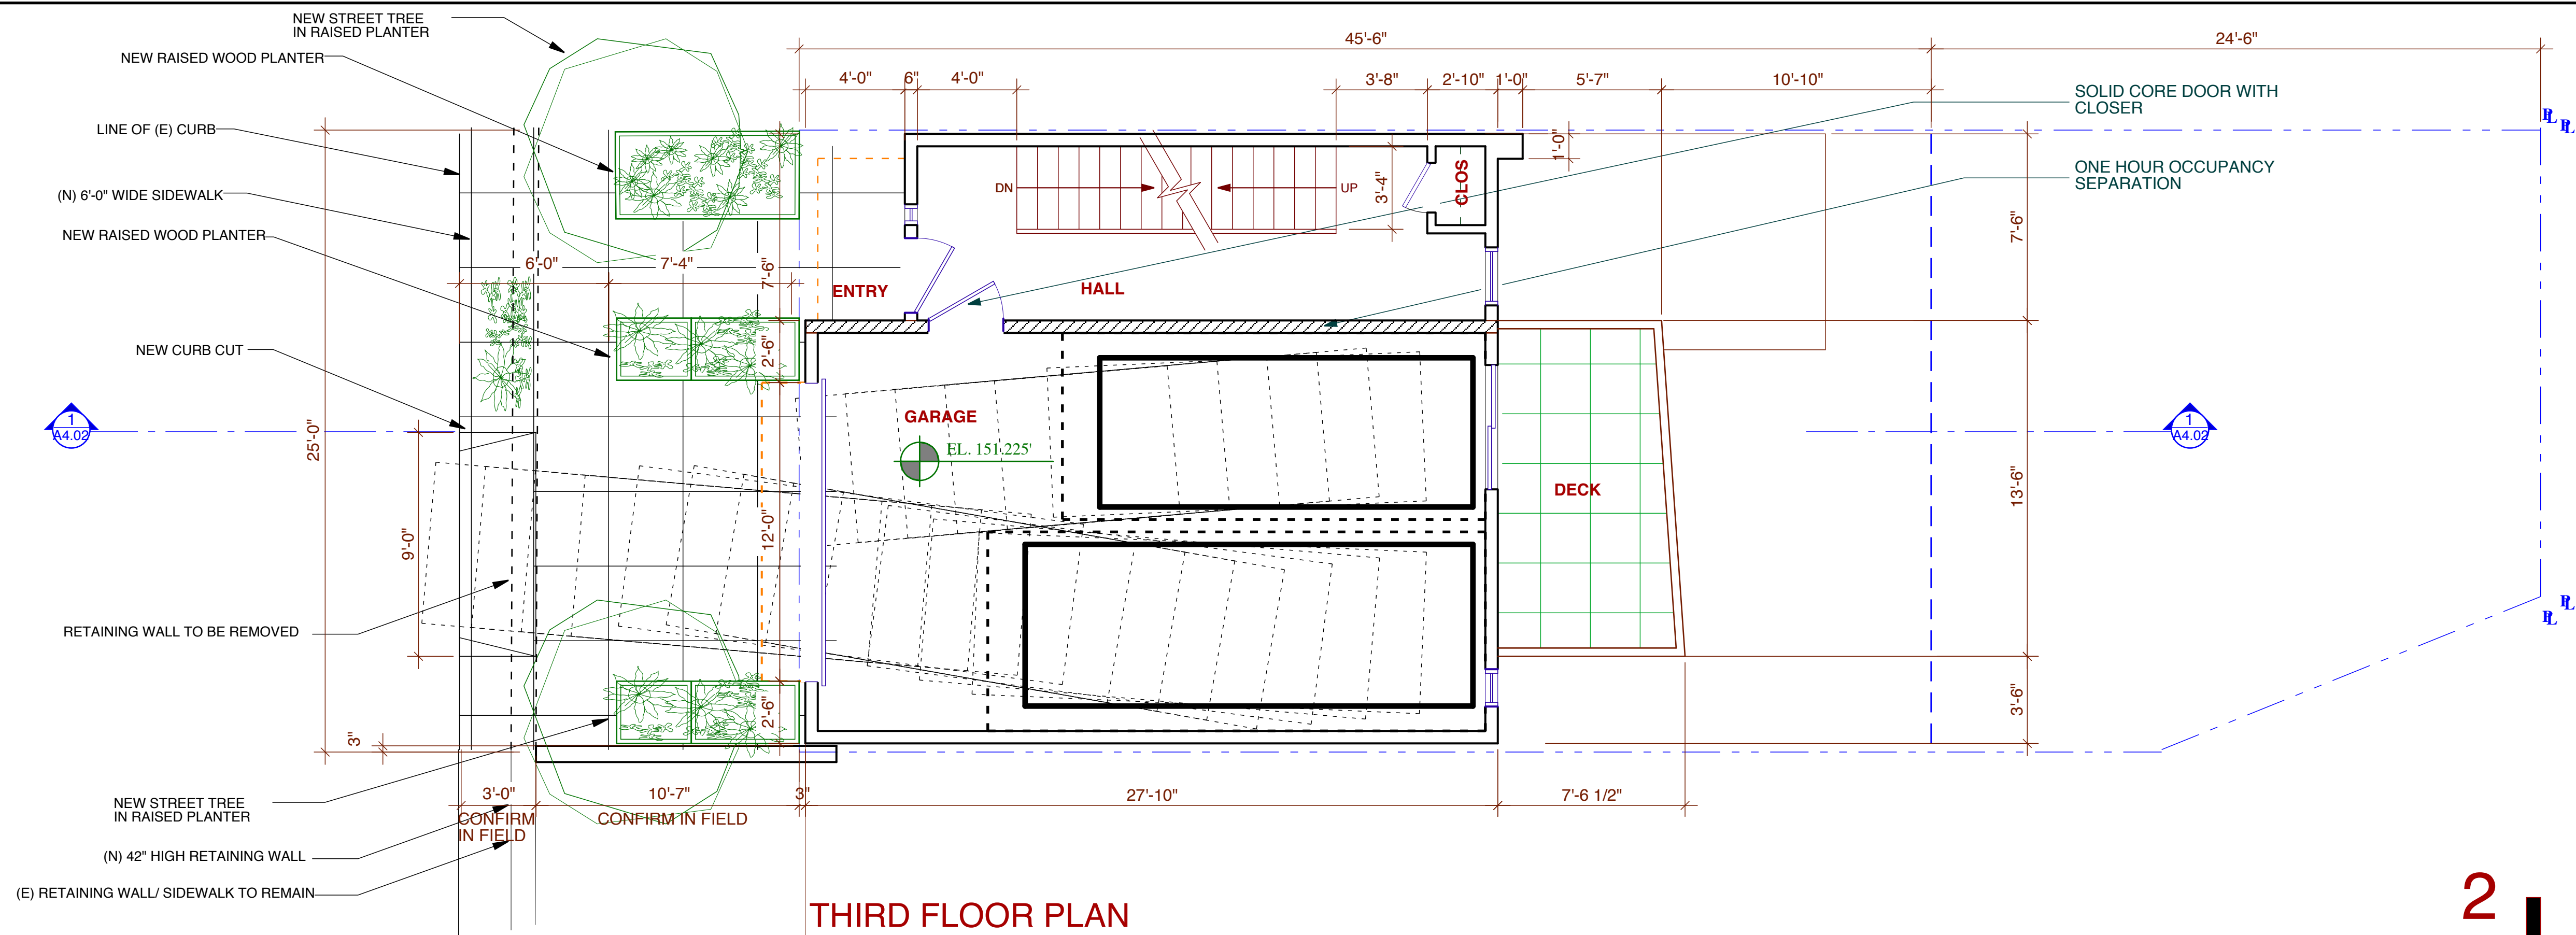 NEW STREET TREE
IN RAISED PLANTER
NEW RAISED WOOD PLANTER
LINE OF (E) CURB
(N) 6'-0" WIDE SIDEWALK
NEW RAISED WOOD PLANTER
NEW CURB CUT
1
A4.02
RETAINING WALL TO BE REMOVED
NEW STREET TREE
IN RAISED PLANTER
(N) 42" HIGH RETAINING WALL
(E) RETAINING WALL/ SIDEWALK TO REMAIN
45'-6"
24'-6"
4'-0"
6"
4'-0"
3'-8"
2'-10"
1'-0"
5'-7"
10'-10"
SOLID CORE DOOR WITH
CLOSER
ONE HOUR OCCUPANCY
SEPARATION
PL
PL
1'-0"
DN
UP
3'-4"
CLOS
7'-6"
6'-0"
7'-4"
7'-6"
ENTRY
HALL
2'-6"
25'-0"
GARAGE
EL. 151.225'
1
A4.02
DECK
13'-6"
9'-0"
12'-0"
PL
PL
2'-6"
3'-6"
3"
3'-0"
10'-7"
3"
27'-10"
7'-6 1/2"
CONFIRM
IN FIELD
CONFIRM IN FIELD
THIRD FLOOR PLAN
2